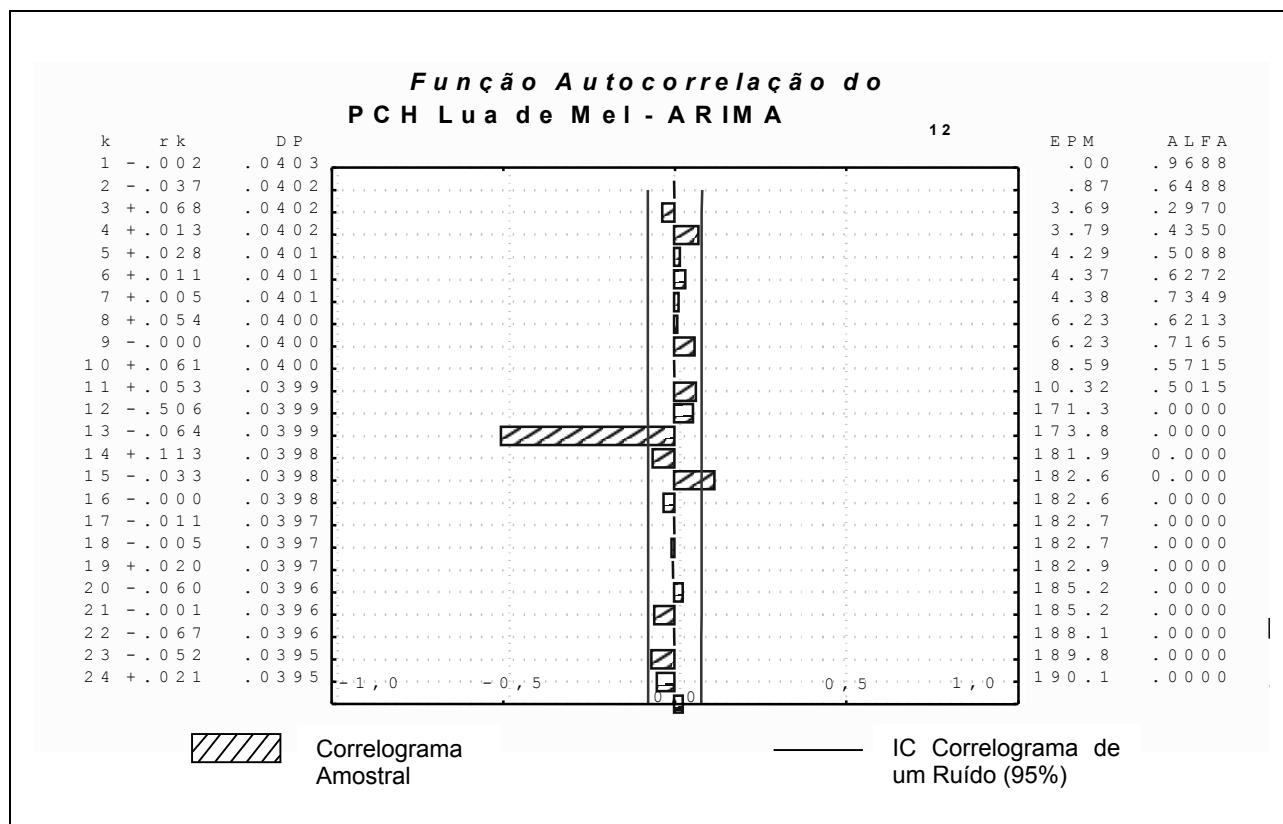 Função Autocorrelação do
PCH Lua de Mel - ARIMA 12
k rk DP EPM ALFA
1 -.002 .0403 .00 .9688
2 -.037 .0402 .87 .6488
3 +.068 .0402 3.69 .2970
4 +.013 .0402 3.79 .4350
5 +.028 .0401 4.29 .5088
6 +.011 .0401 4.37 .6272
7 +.005 .0401 4.38 .7349
8 +.054 .0400 6.23 .6213
9 -.000 .0400 6.23 .7165
10 +.061 .0400 8.59 .5715
11 +.053 .0399 10.32 .5015
12 -.506 .0399 171.3 .0000
13 -.064 .0399 173.8 .0000
14 +.113 .0398 181.9 0.000
15 -.033 .0398 182.6 0.000
16 -.000 .0398 182.6 .0000
17 -.011 .0397 182.7 .0000
18 -.005 .0397 182.7 .0000
19 +.020 .0397 182.9 .0000
20 -.060 .0396 185.2 .0000
21 -.001 .0396 185.2 .0000
22 -.067 .0396 188.1 .0000
23 -.052 .0395 189.8 .0000
24 +.021 .0395 190.1 .0000
-1,0 -0,5 0,0 0,5 1,0
Correlograma
Amostral
IC Correlograma de
um Ruído (95%)